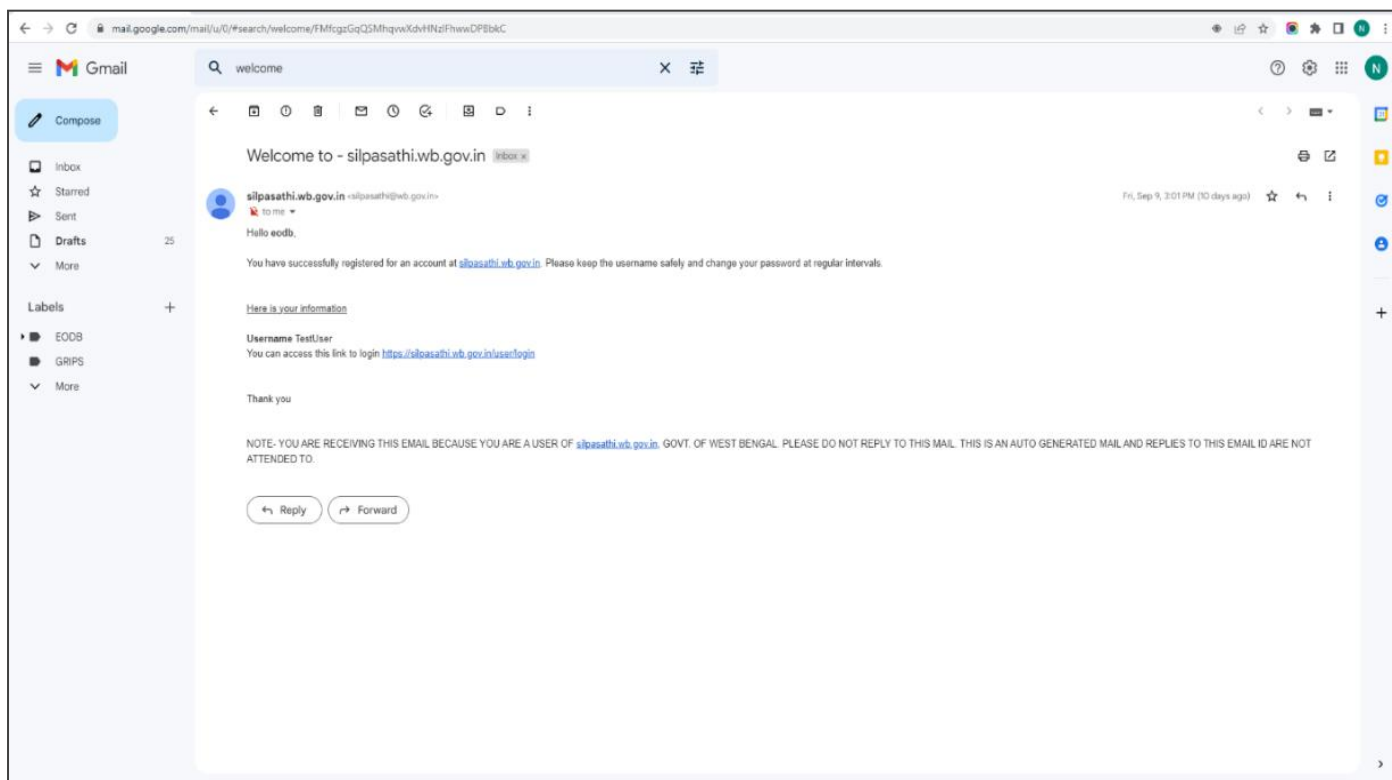 mail.google.com/mail/u/0/#search/welcome/FMfcgzGqQSMhqvwXdvHNzlFhwwDPBbkC
N
Gmail
welcome
N
Compose
Welcome to - silpasathi.wb.gov.in Inbox x
Inbox
Starred
Sent
Drafts 25
More
Labels +
EODB
GRIPS
More
silpasathi.wb.gov.in <silpasathi@wb.gov.in>
Fri, Sep 9, 3:01 PM (10 days ago)
to me
Hello eodb,
You have successfully registered for an account at silpasathi.wb.gov.in. Please keep the username safely and change your password at regular intervals.
Here is your information
Username TestUser
You can access this link to login https://silpasathi.wb.gov.in/user/login
Thank you
NOTE- YOU ARE RECEIVING THIS EMAIL BECAUSE YOU ARE A USER OF silpasathi.wb.gov.in, GOVT. OF WEST BENGAL. PLEASE DO NOT REPLY TO THIS MAIL. THIS IS AN AUTO GENERATED MAIL AND REPLIES TO THIS EMAIL ID ARE NOT
ATTENDED TO.
Reply
Forward